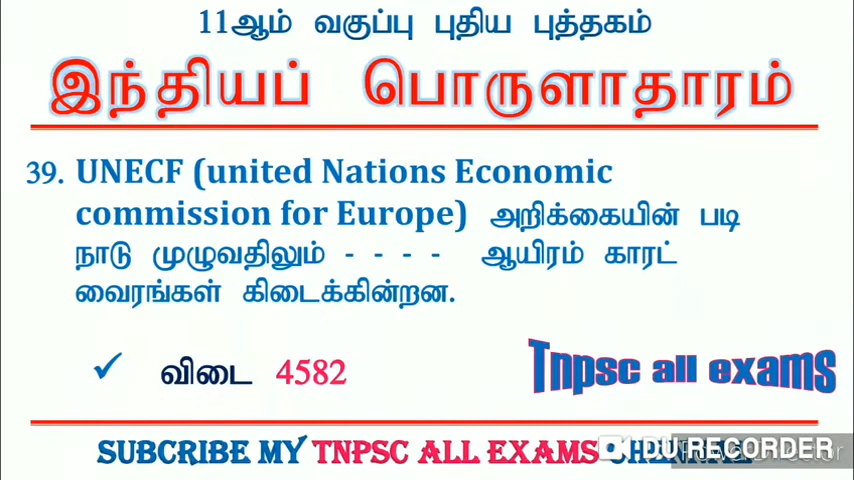 11ஆம் வகுப்பு புதிய புத்தகம்
இந்தியப் பொருளாதாரம்
39. UNECF (united Nations Economic
commission for Europe) அறிக்கையின் படி
நாடு முழுவதிலும் - - - - ஆயிரம் காரட்
வைரங்கள் கிடைக்கின்றன.
✓ விடை 4582
Tnpsc all exams
SUBCRIBE MY TNPSC ALL EXAMS
DU RECORDER